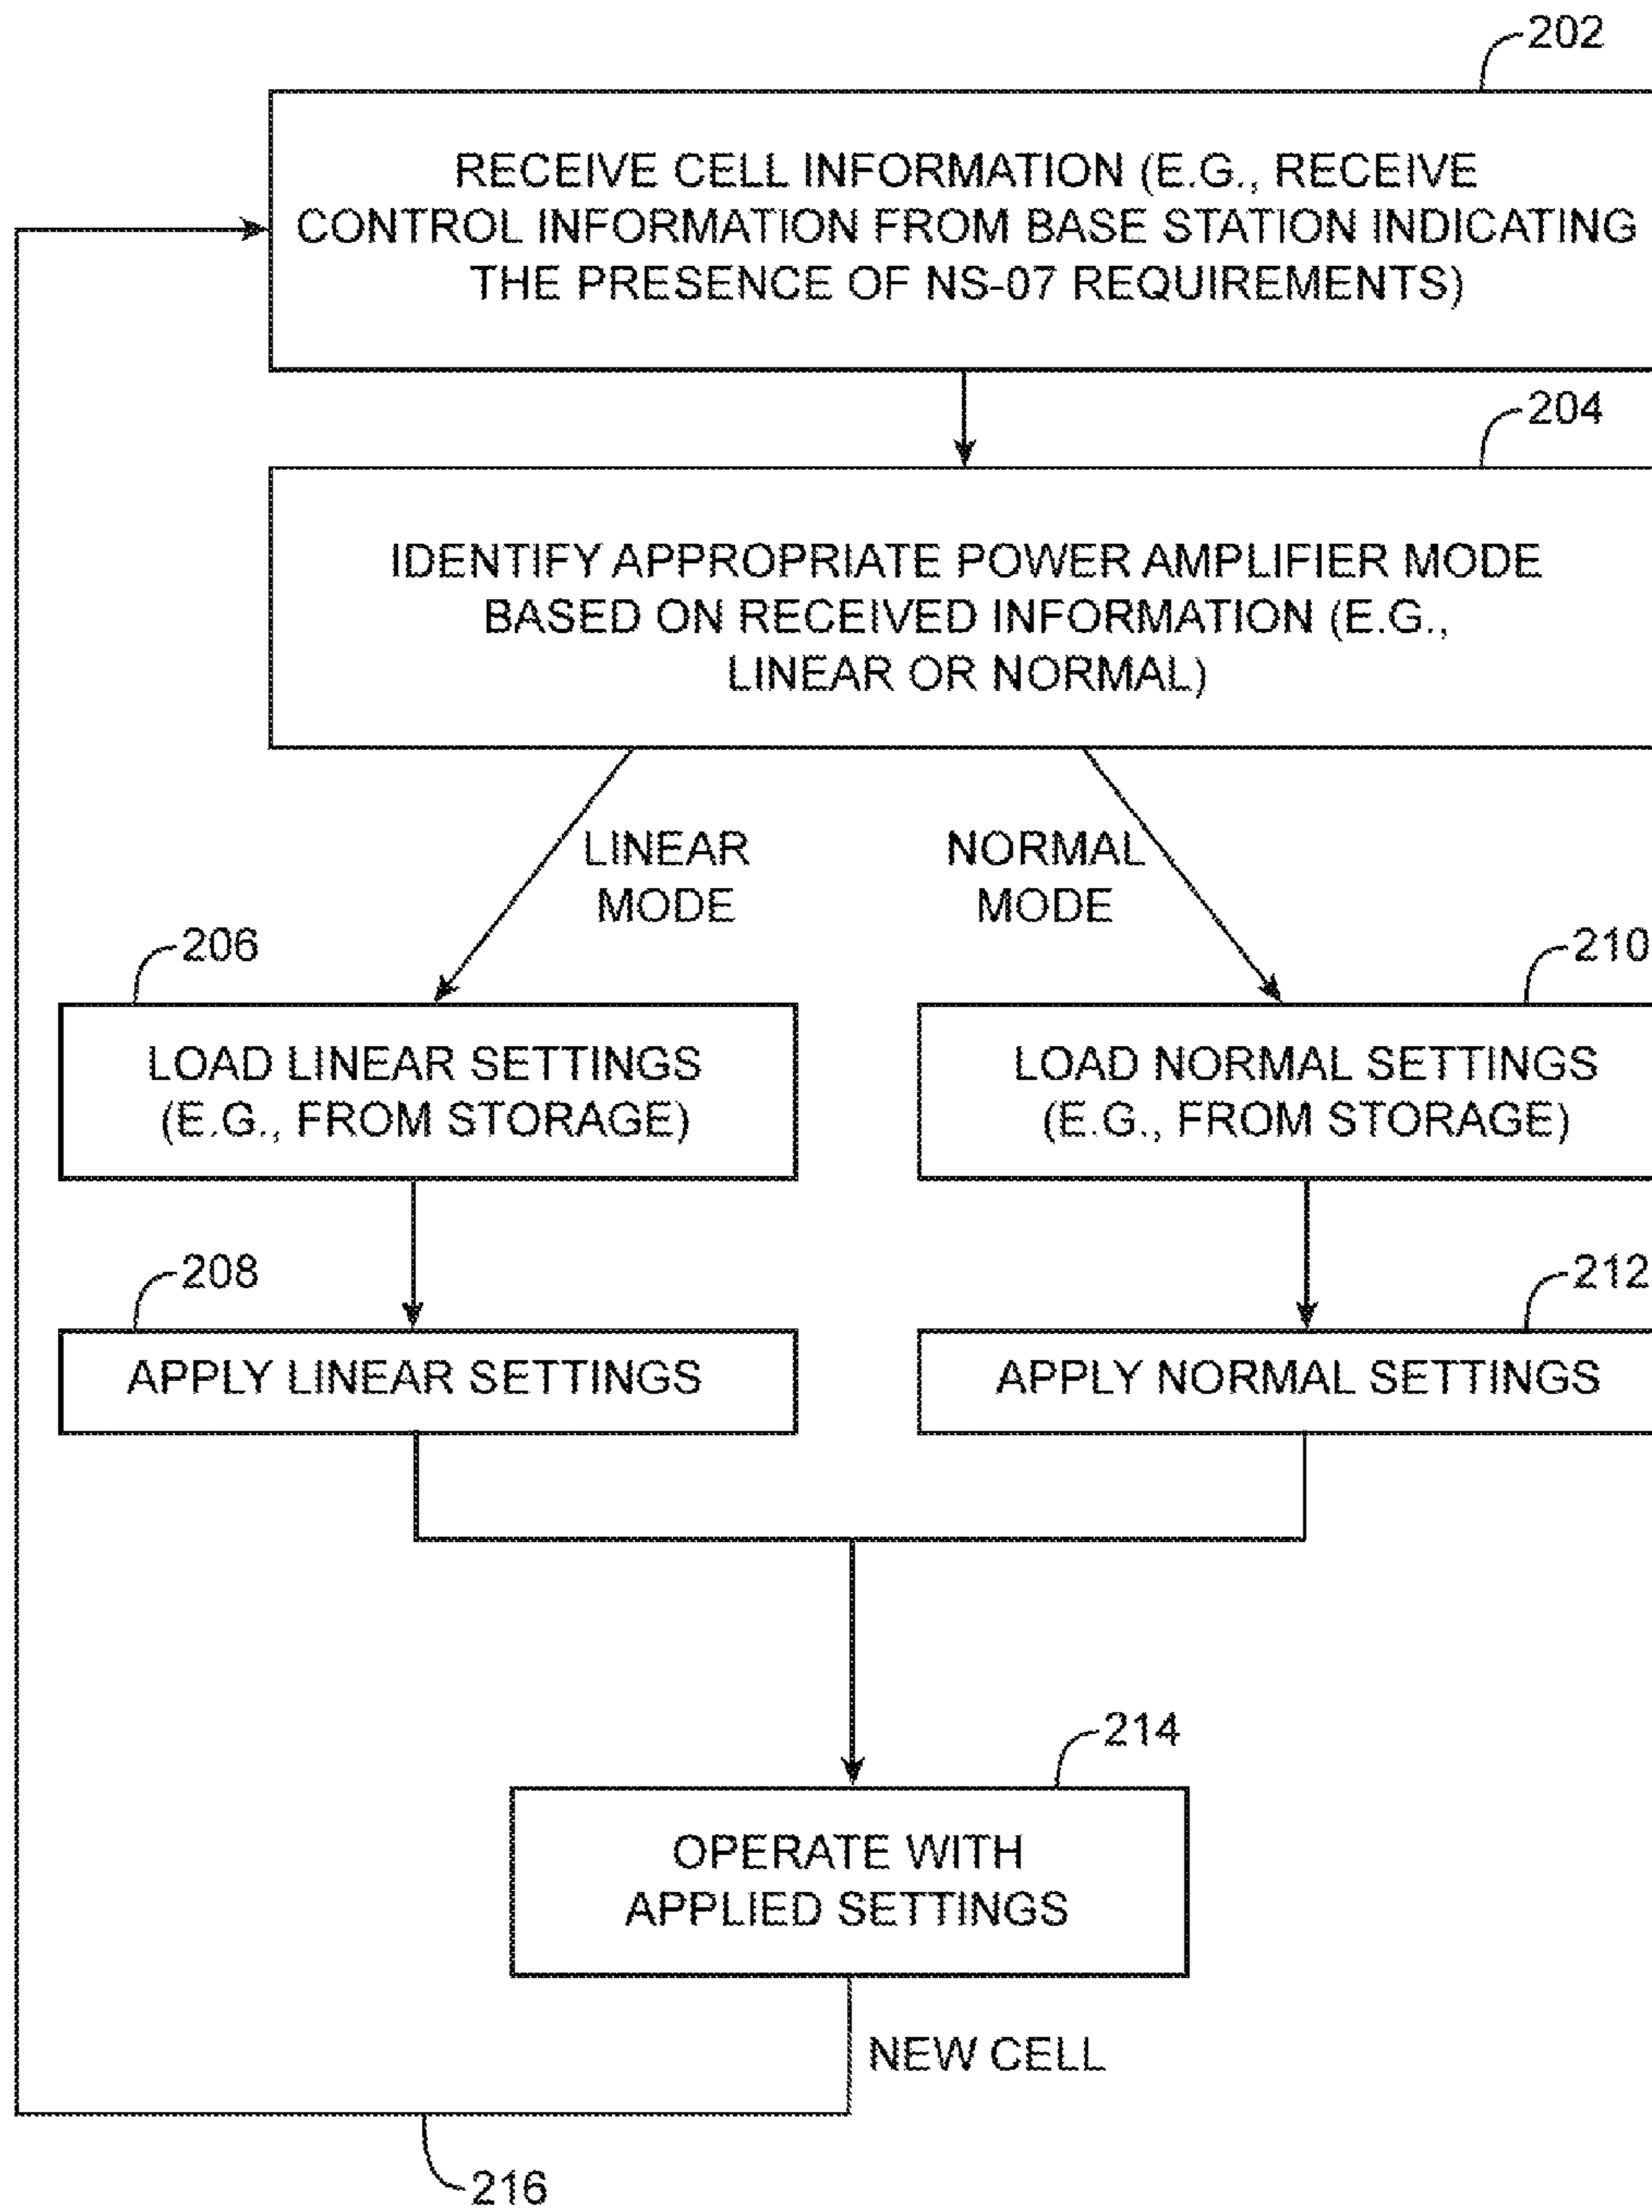 202
RECEIVE CELL INFORMATION (E.G., RECEIVE
CONTROL INFORMATION FROM BASE STATION INDICATING
THE PRESENCE OF NS-07 REQUIREMENTS)
204
IDENTIFY APPROPRIATE POWER AMPLIFIER MODE
BASED ON RECEIVED INFORMATION (E.G.,
LINEAR OR NORMAL)
LINEAR
MODE
NORMAL
MODE
206
LOAD LINEAR SETTINGS
(E.G., FROM STORAGE)
210
LOAD NORMAL SETTINGS
(E.G., FROM STORAGE)
208
APPLY LINEAR SETTINGS
212
APPLY NORMAL SETTINGS
214
OPERATE WITH
APPLIED SETTINGS
NEW CELL
216